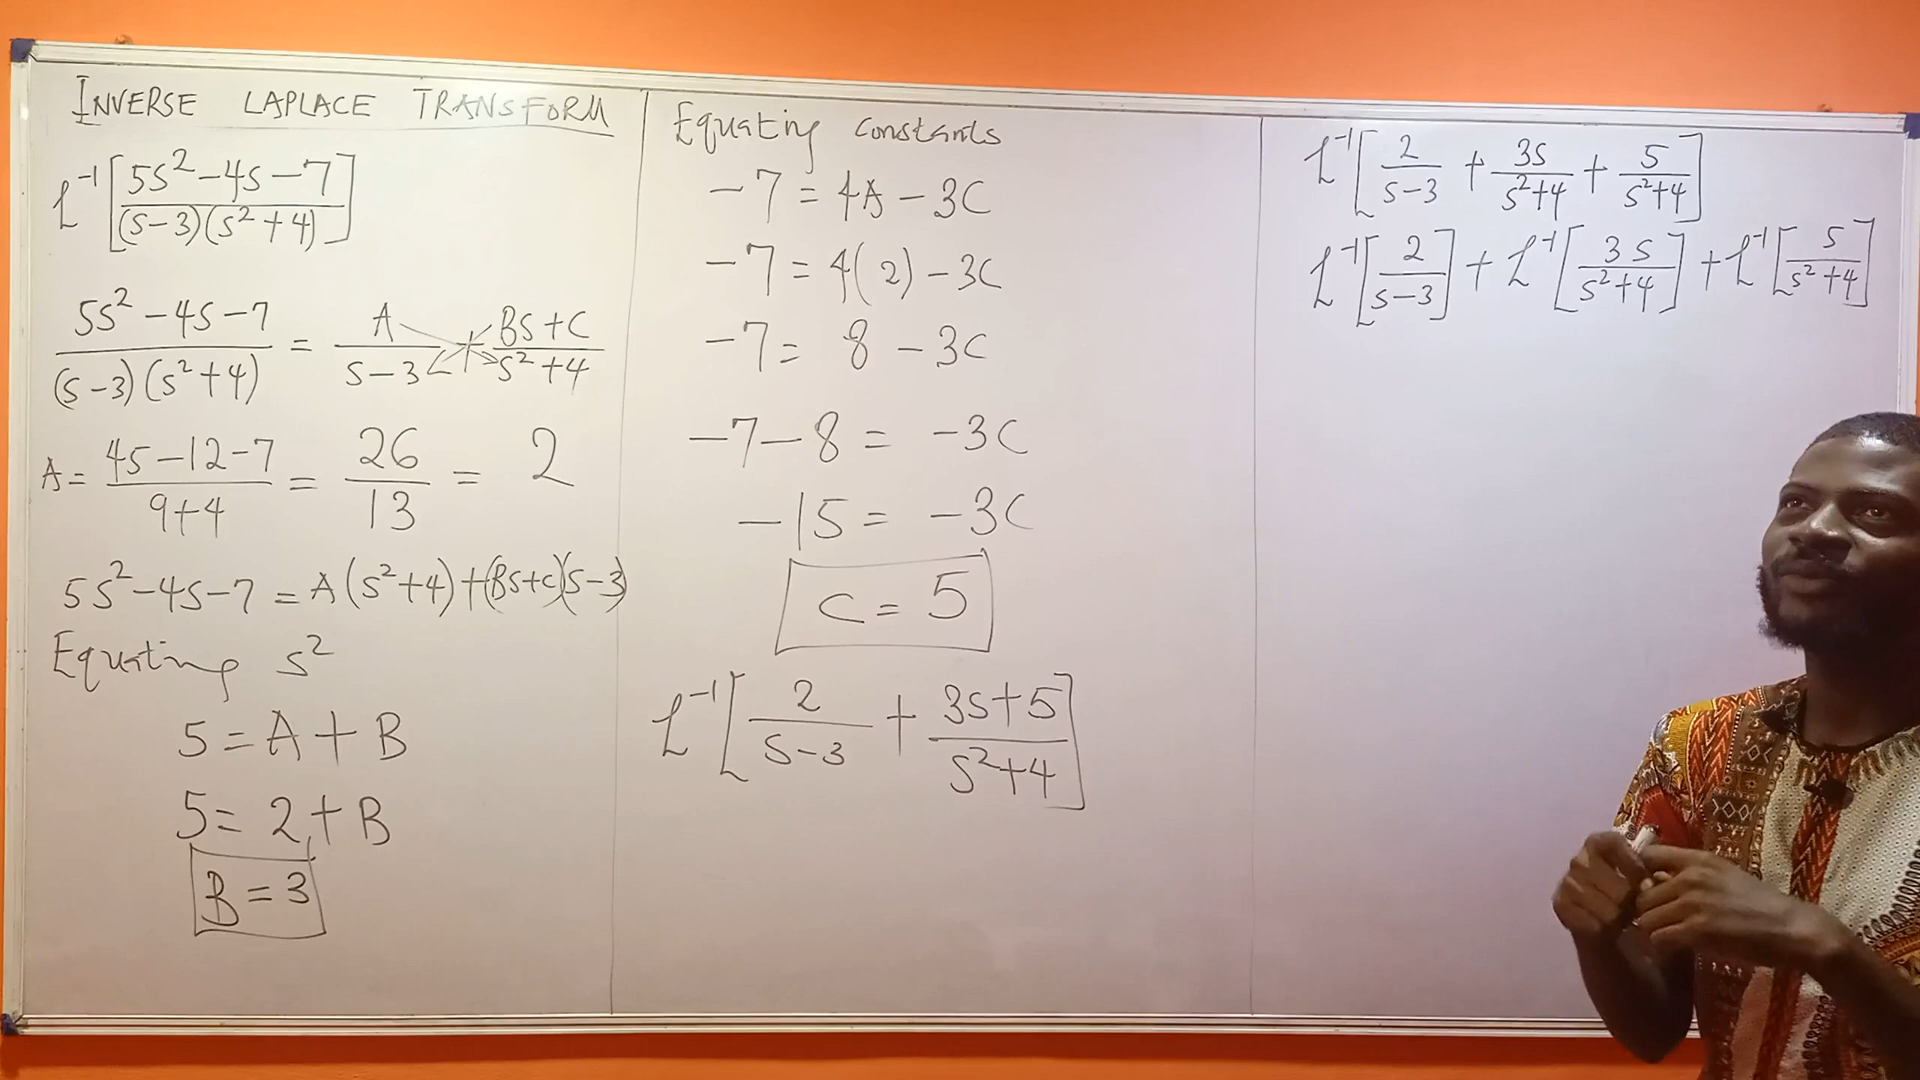 INVERSE LAPLACE TRANSFORM
L⁻¹[(5s²-4s-7)/((s-3)(s²+4))]
(5s²-4s-7)/((s-3)(s²+4)) = A/(s-3) + (Bs+C)/(s²+4)
A = (45-12-7)/(9+4) = 26/13 = 2
5s²-4s-7 = A(s²+4)+(Bs+C)(s-3)
Equating s²
5 = A + B
5 = 2 + B
B = 3
Equating constants
-7 = 4A - 3C
-7 = 4(2) - 3C
-7 = 8 - 3C
-7-8 = -3C
-15 = -3C
C = 5
L⁻¹[2/(s-3) + (3s+5)/(s²+4)]
L⁻¹[2/(s-3) + 3s/(s²+4) + 5/(s²+4)]
L⁻¹[2/(s-3)] + L⁻¹[3s/(s²+4)] + L⁻¹[5/(s²+4)]